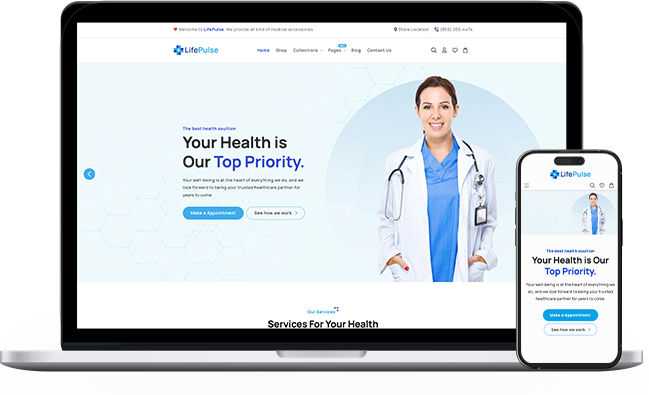 Welcome to LifePulse We provide all kind of medical accessories
Store Location
LifePulse
Home Shop Collections Pages Blog Contact Us
The best health soultion
Your Health is
Our Top Priority.
Your well-being is at the heart of everything we do, and we
look forward to being your trusted healthcare partner for
years to come
Make a Appointment
See how we work
Our Services
Services For Your Health
LifePulse
The best health soultion
Your Health is Our
Top Priority.
Your well-being is at the heart of everything we
do, and we look forward to being your trusted
healthcare partner for years to come
Make a Appointment
See how we work